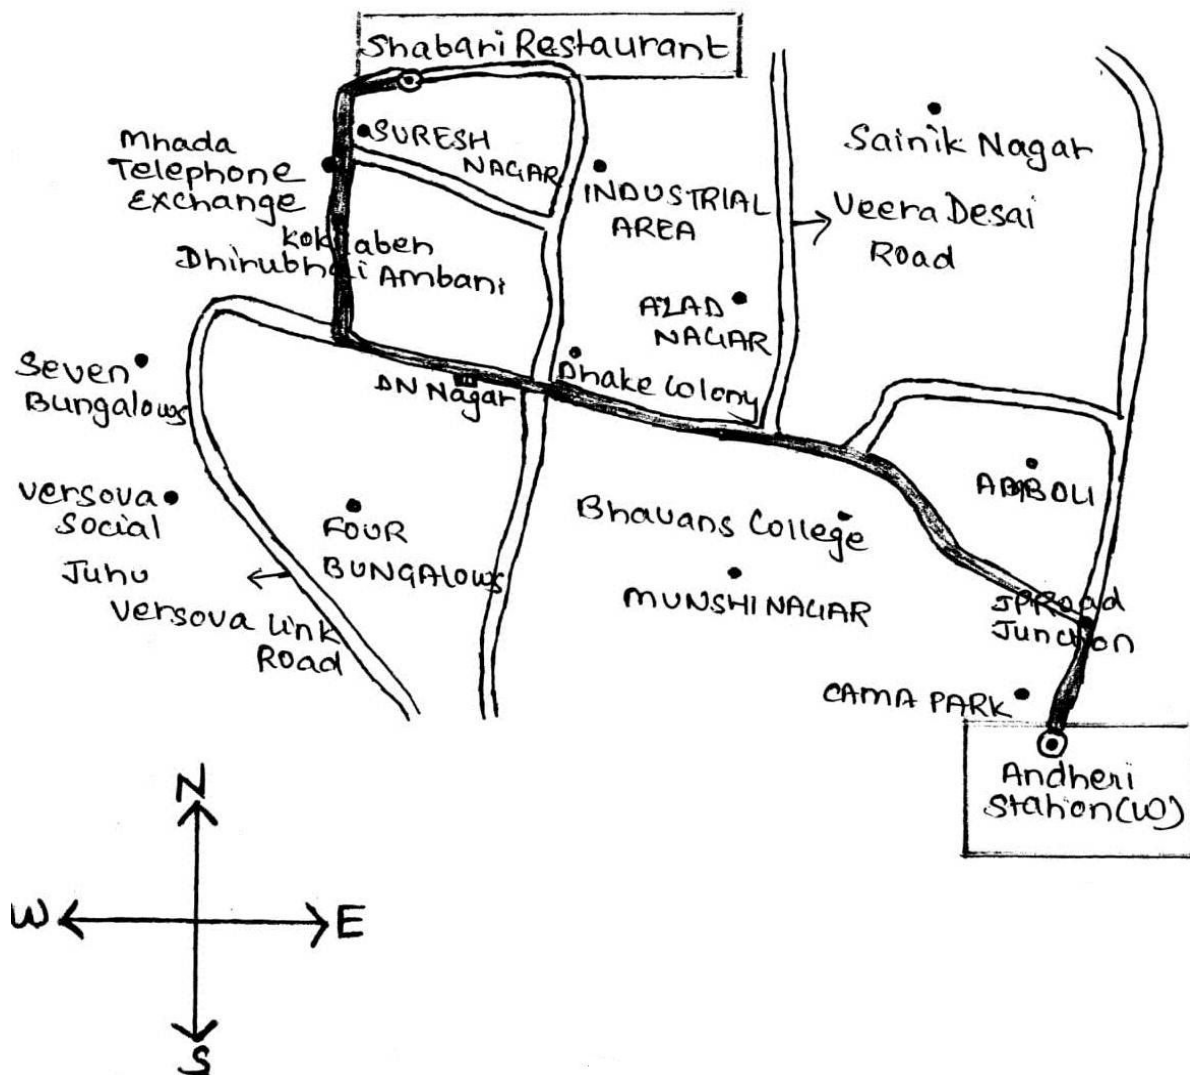 Shabari Restaurant
SURESH
NAGAR
Mhada
Telephone
Exchange
Kokilaben
Dhirubhai Ambani
INDUSTRIAL
AREA
Sainik Nagar
Veera Desai
Road
AZAD
NAGAR
Seven
Bungalows
DN Nagar
Dhake Colony
AMBOLI
Versova
Social
FOUR
BUNGALOWS
Bhavans College
Juhu
Versova Link
Road
MUNSHI NAGAR
JP Road
Junction
CAMA PARK
Andheri
Station (W)
N
W
E
S